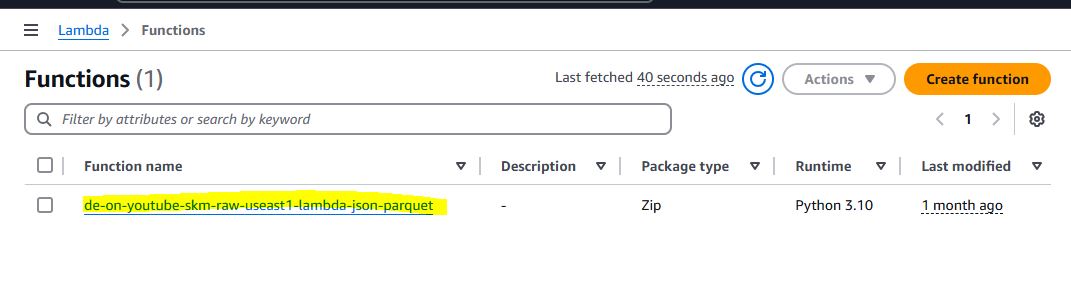 Lambda > Functions
Functions (1)
Last fetched 40 seconds ago
Actions
Create function
Filter by attributes or search by keyword
1
Function name Description Package type Runtime Last modified
de-on-youtube-skm-raw-useast1-lambda-json-parquet - Zip Python 3.10 1 month ago